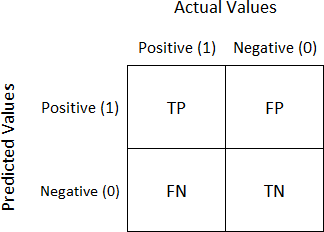 Actual Values
Positive (1) Negative (0)
Predicted Values
Positive (1) TP FP
Negative (0) FN TN